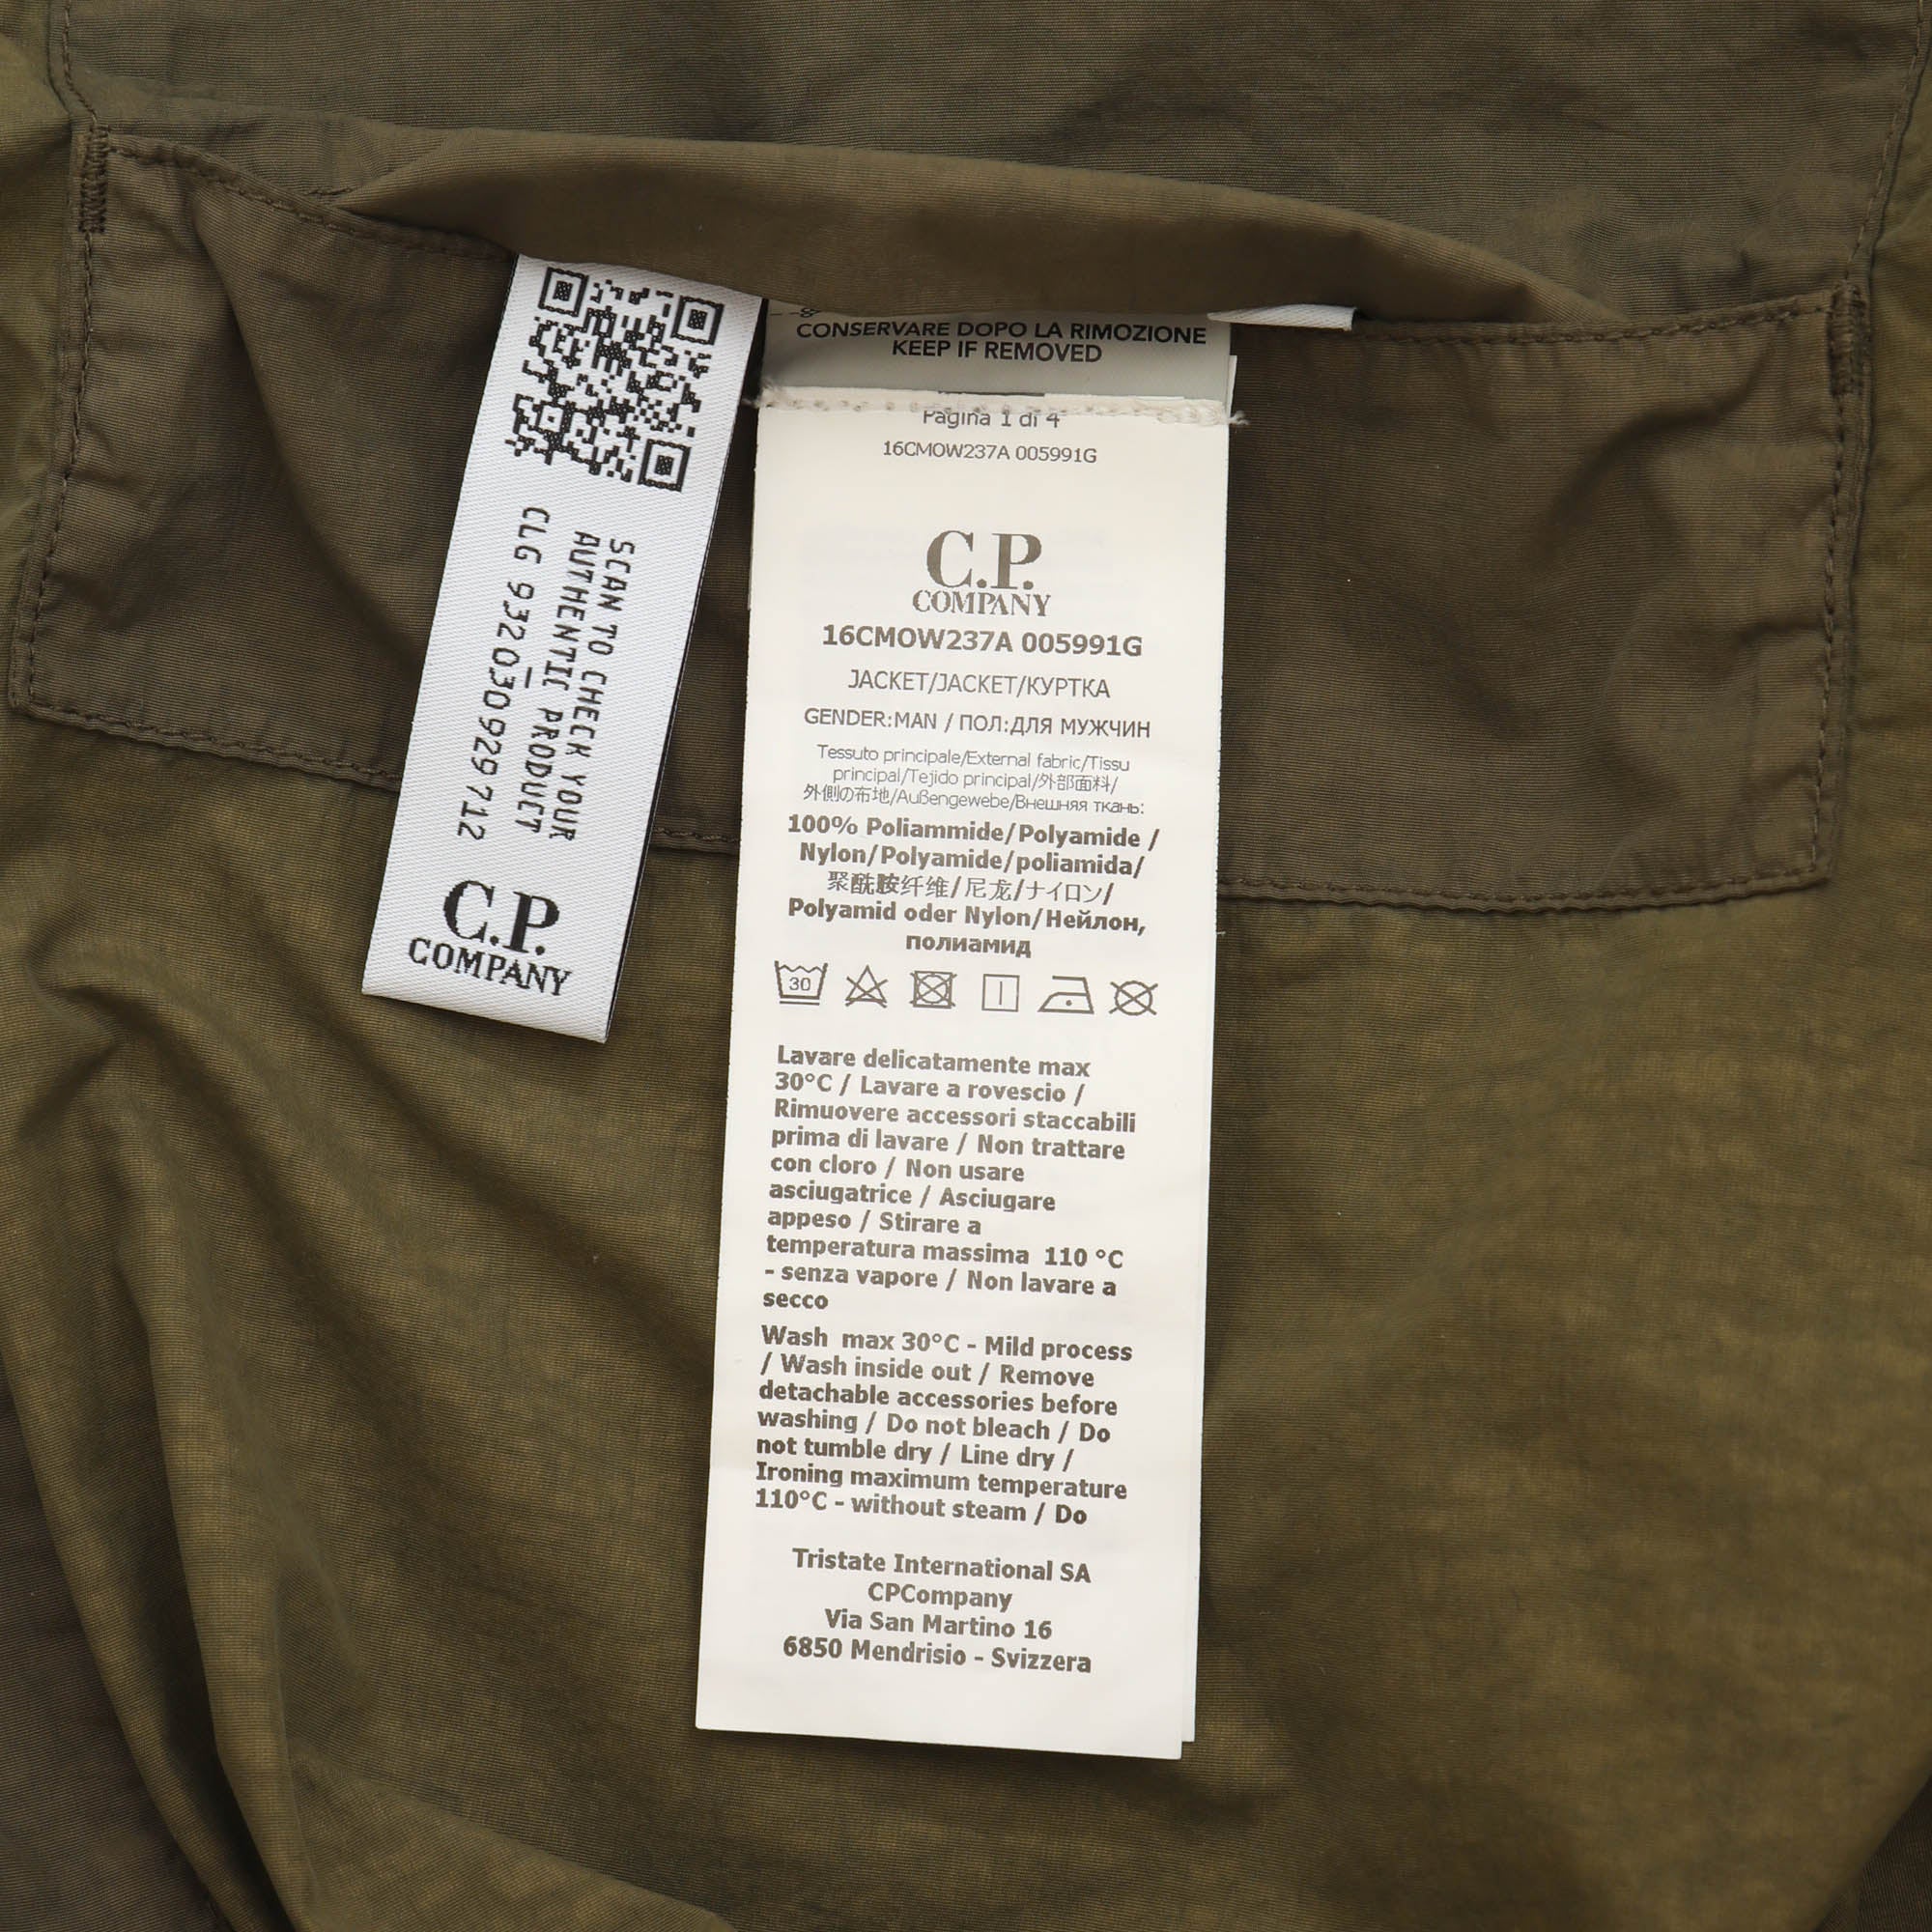 SCAN TO CHECK YOUR
AUTHENTIC PRODUCT
CLG 932030929712
C.P.
COMPANY
CONSERVARE DOPO LA RIMOZIONE
KEEP IF REMOVED
Pagina 1 di 4
16CMOW237A 005991G
C.P.
COMPANY
16CMOW237A 005991G
JACKET/JACKET/КУРТКА
GENDER:MAN / ПОЛ:ДЛЯ МУЖЧИН
Tessuto principale/External fabric/Tissu
principal/Tejido principal/外部面料/
外側の布地/Außengewebe/Внешняя ткань:
100% Poliammide/Polyamide /
Nylon/Polyamide/poliamida/
聚酰胺纤维/尼龙/ナイロン/
Polyamid oder Nylon/Нейлон,
полиамид
30
Lavare delicatamente max
30°C / Lavare a rovescio /
Rimuovere accessori staccabili
prima di lavare / Non trattare
con cloro / Non usare
asciugatrice / Asciugare
appeso / Stirare a
temperatura massima 110 °C
- senza vapore / Non lavare a
secco
Wash max 30°C - Mild process
/ Wash inside out / Remove
detachable accessories before
washing / Do not bleach / Do
not tumble dry / Line dry /
Ironing maximum temperature
110°C - without steam / Do
Tristate International SA
CPCompany
Via San Martino 16
6850 Mendrisio - Svizzera